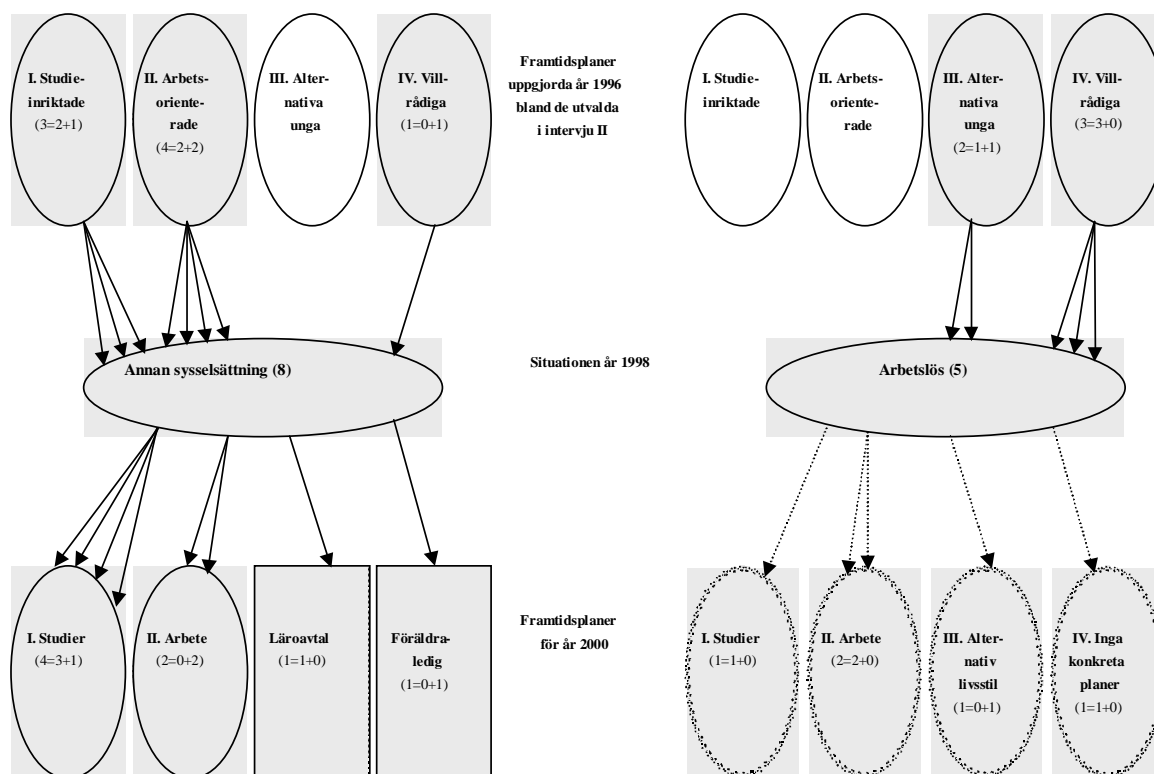 I. Studie-
inriktade
(3=2+1)
II. Arbets-
oriente-
rade
(4=2+2)
III. Alter-
nativa
unga
IV. Vill-
rådiga
(1=0+1)
Framtidsplaner
uppgjorda år 1996
bland de utvalda
i intervju II
I. Studie-
inriktade
II. Arbets-
oriente-
rade
III. Alter-
nativa
unga
(2=1+1)
IV. Vill-
rådiga
(3=3+0)
Annan sysselsättning (8)
Situationen år 1998
Arbetslös (5)
I. Studier
(4=3+1)
II. Arbete
(2=0+2)
Läroavtal
(1=1+0)
Föräldra-
ledig
(1=0+1)
Framtidsplaner
för år 2000
I. Studier
(1=1+0)
II. Arbete
(2=2+0)
III. Alter-
nativ
livsstil
(1=0+1)
IV. Inga
konkreta
planer
(1=1+0)